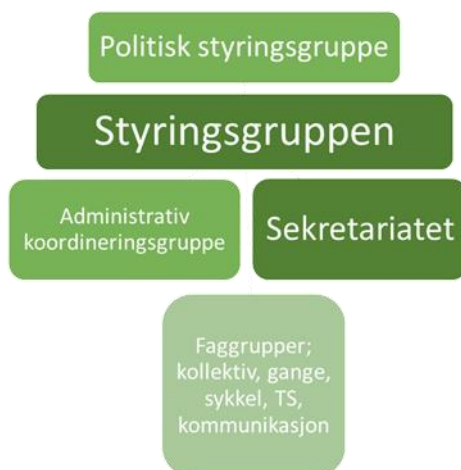 Politisk styringsgruppe
Styringsgruppen
Administrativ
koordineringsgruppe
Sekretariatet
Faggrupper;
kollektiv, gange,
sykkel, TS,
kommunikasjon